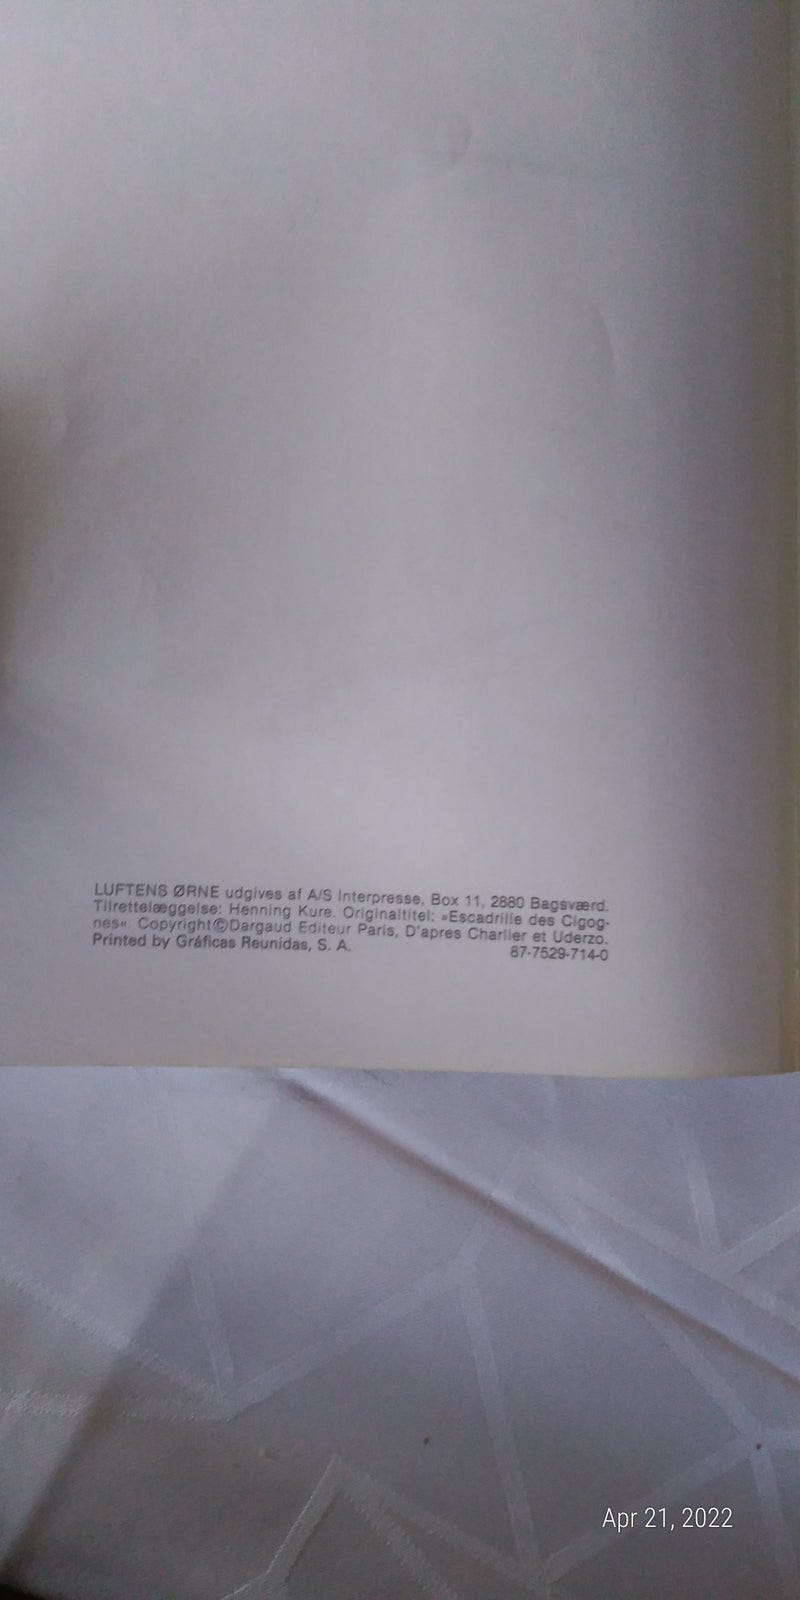 LUFTENS ØRNE udgives af A/S Interpresse, Box 11, 2880 Bagsværd.
Tilrettelæggelse: Henning Kure. Originaltitel: »Escadrille des Cigog-
nes« Copyright©Dargaud Editeur Paris, D'apres Charlier et Uderzo.
Printed by Gráficas Reunidas, S. A. 87-7529-714-0
Apr 21, 2022